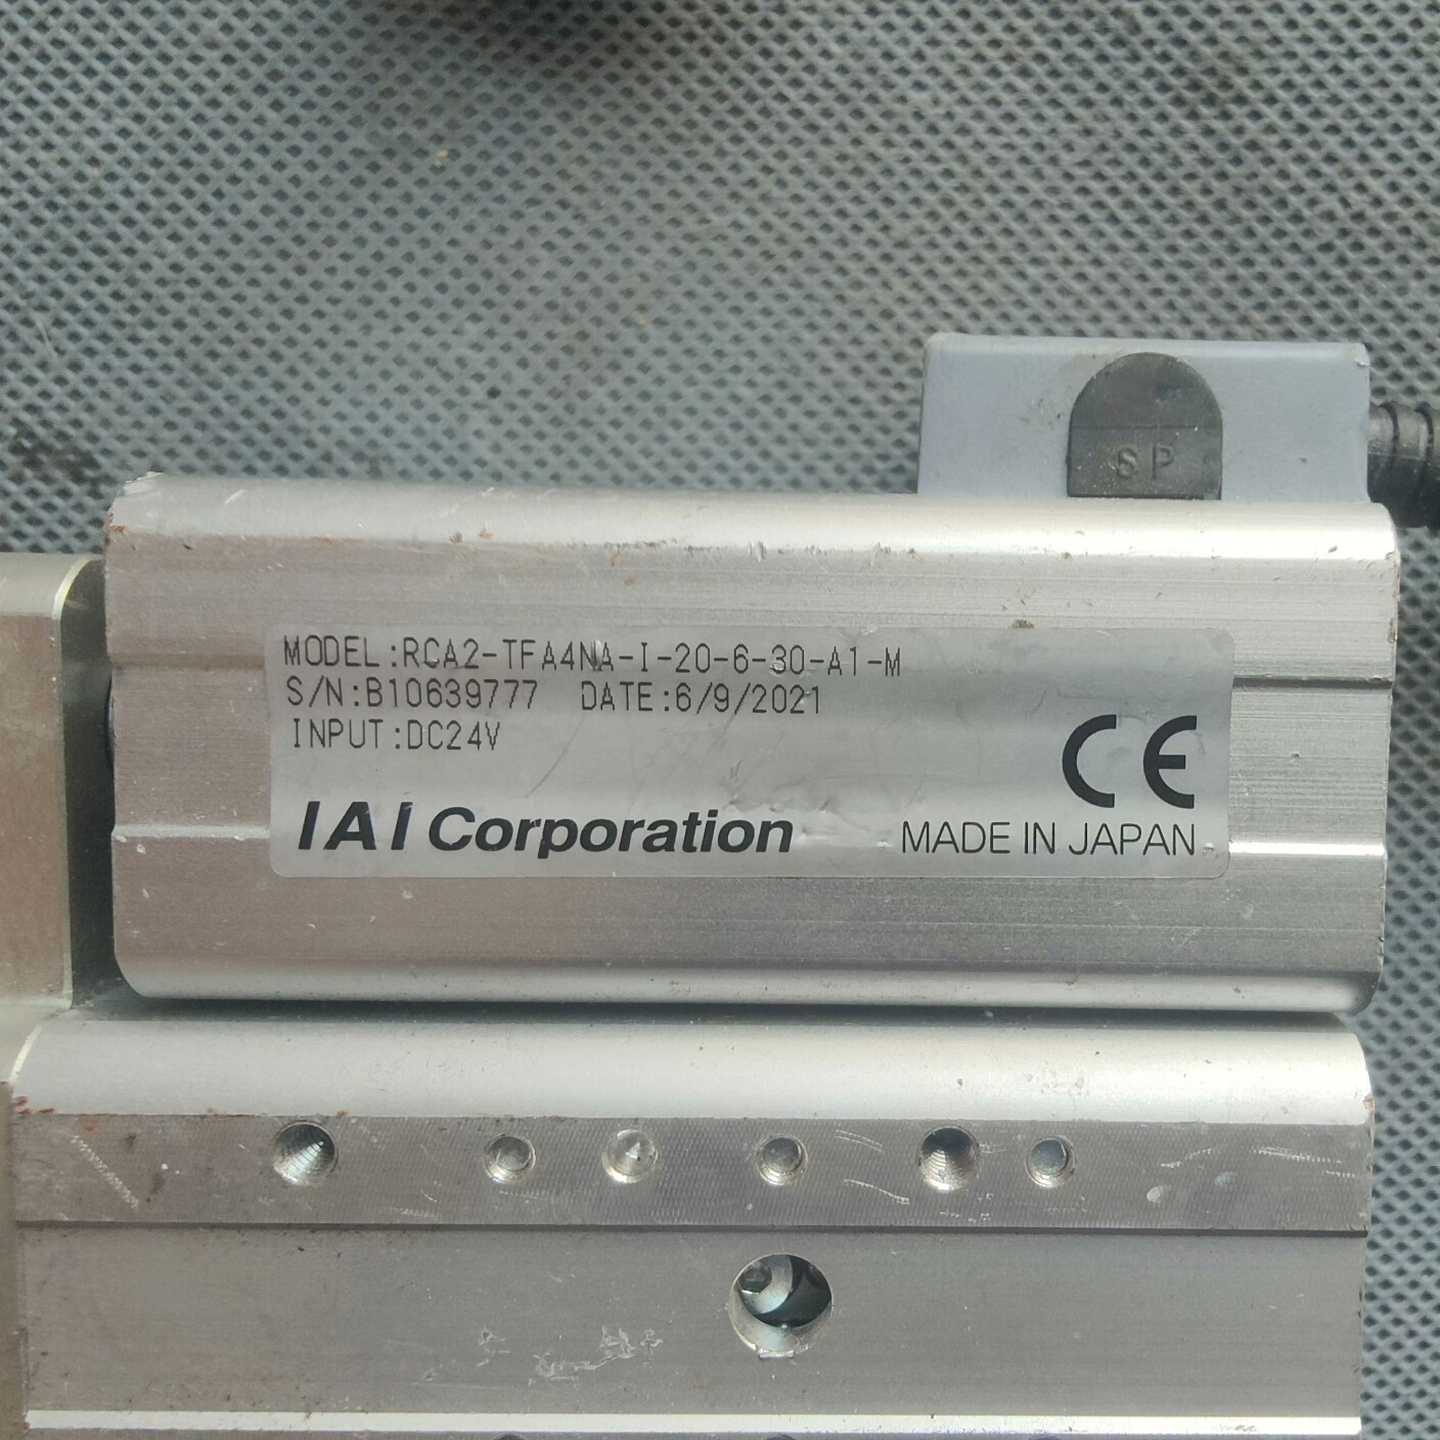 SP
MODEL:RCA2-TFA4NA-I-20-6-30-A1-M
S/N:B10639777 DATE:6/9/2021
INPUT:DC24V
CE
IAI Corporation
MADE IN JAPAN